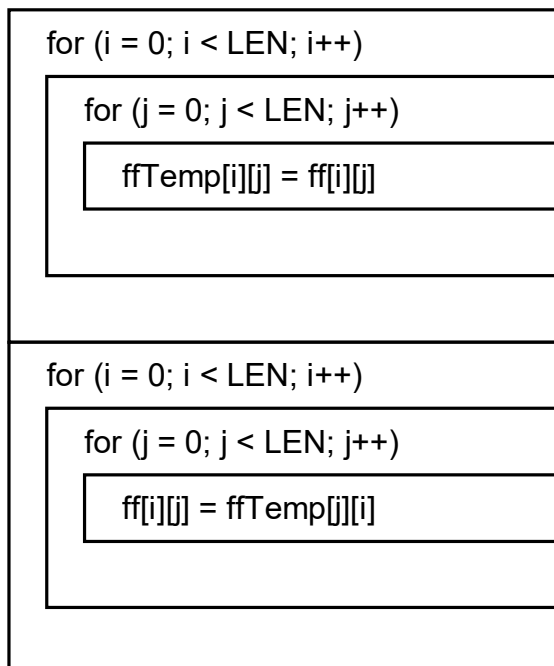 for (i = 0; i < LEN; i++)
for (j = 0; j < LEN; j++)
ffTemp[i][j] = ff[i][j]
for (i = 0; i < LEN; i++)
for (j = 0; j < LEN; j++)
ff[i][j] = ffTemp[j][i]